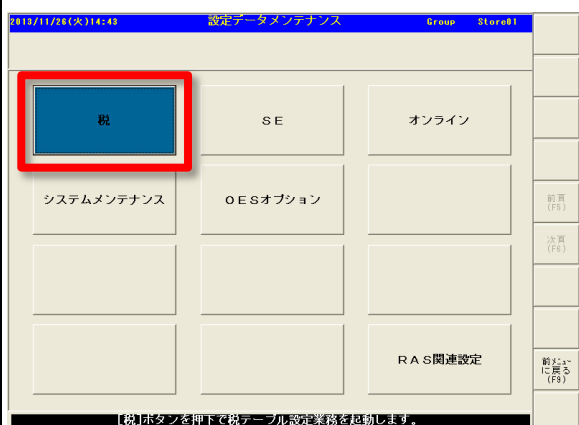 2013/11/26(火)14:43 設定データメンテナンス Group Store01
税 SE オンライン
システムメンテナンス OESオプション
前頁
(F5)
次頁
(F6)
RAS関連設定
前ﾒﾆｭｰ
に戻る
(F9)
[税]ボタンを押下で税テーブル設定業務を起動します。